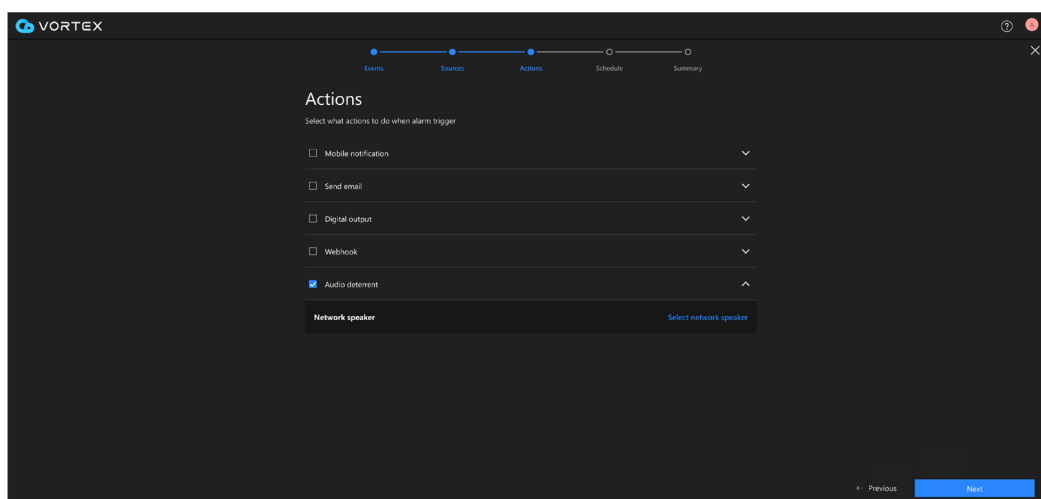 VORTEX
A
Events Sources Actions Schedule Summary
Actions
Select what actions to do when alarm trigger
Mobile notification
Send email
Digital output
Webhook
Audio deterrent
Network speaker Select network speaker
← Previous Next